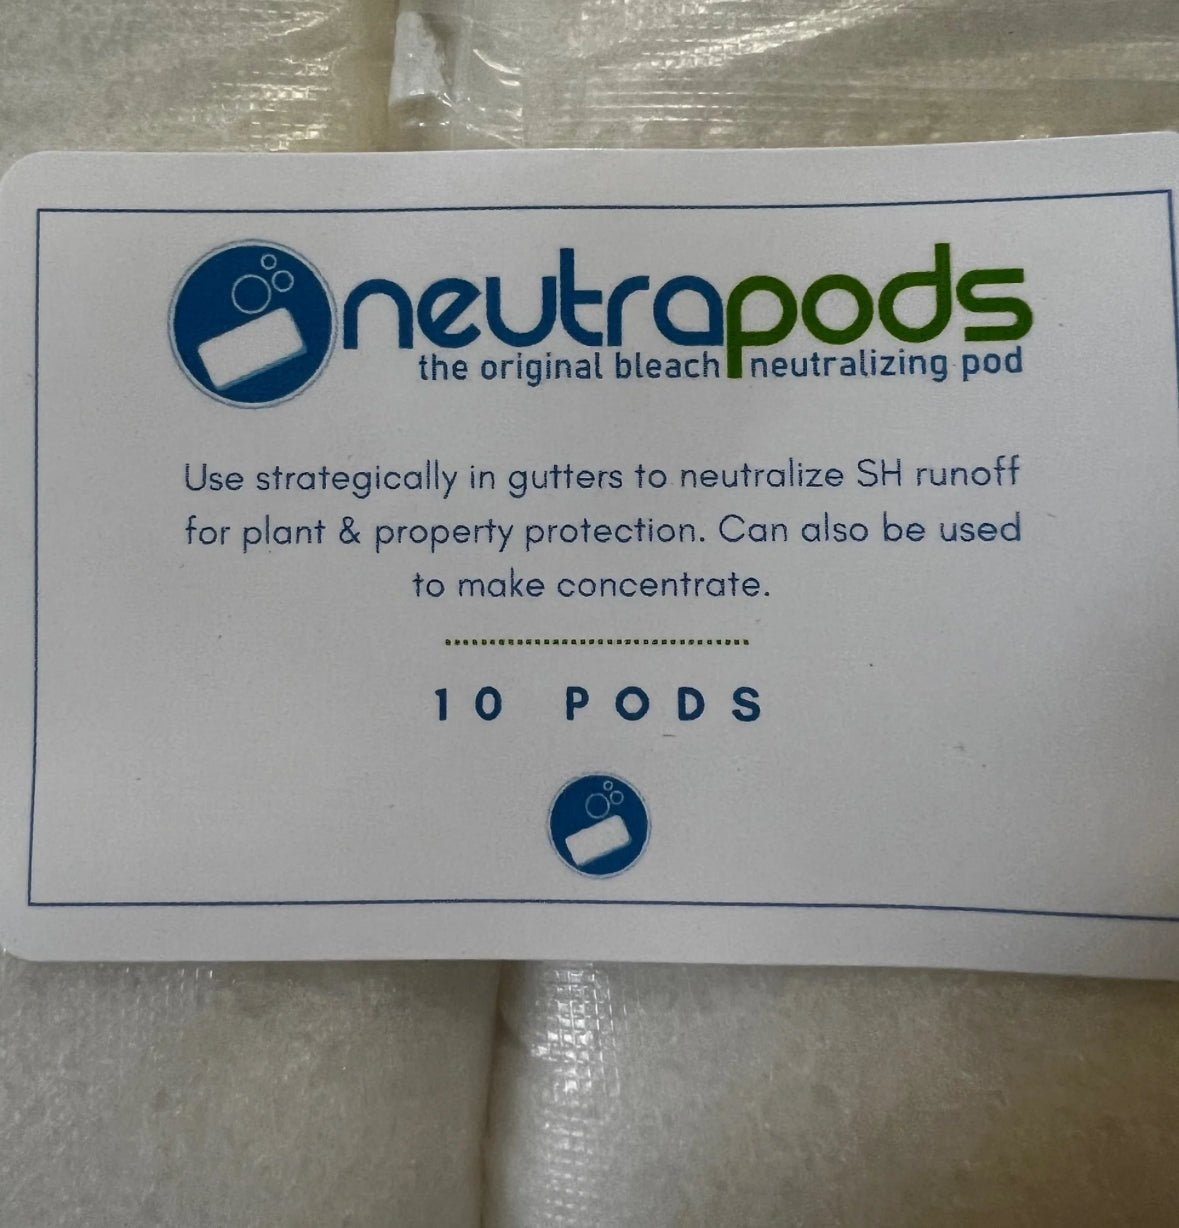 neutrapods
the original bleach neutralizing pod
Use strategically in gutters to neutralize SH runoff
for plant & property protection. Can also be used
to make concentrate.
10 PODS